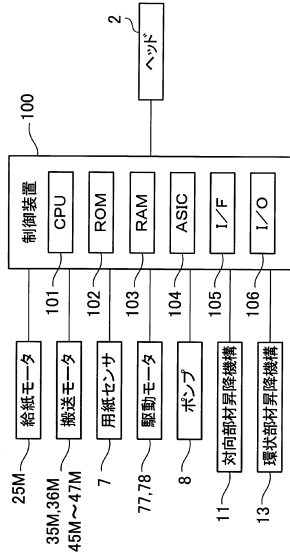 制御装置
100
CPU
101
ROM
102
RAM
103
ASIC
104
I/F
105
I/O
106
ヘッド
2
給紙モータ
25M
搬送モータ
35M,36M
45M～47M
用紙センサ
7
駆動モータ
77,78
ポンプ
8
対向部材昇降機構
11
環状部材昇降機構
13